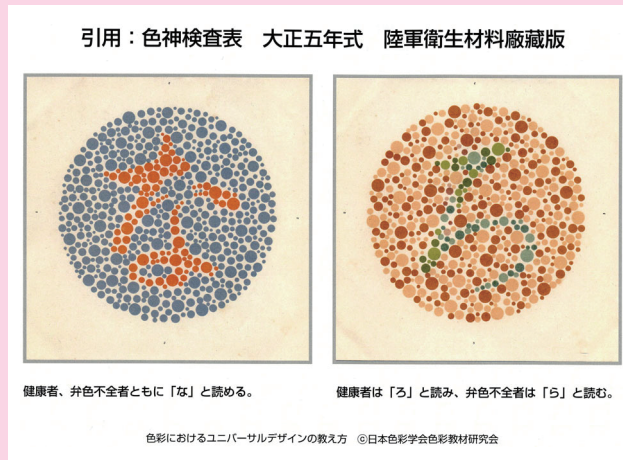 引用：色神検査表　大正五年式　陸軍衛生材料廠藏版
な
ろ
健康者、弁色不全者ともに「な」と読める。
健康者は「ろ」と読み、弁色不全者は「ら」と読む。
色彩におけるユニバーサルデザインの教え方　©日本色彩学会色彩教材研究会